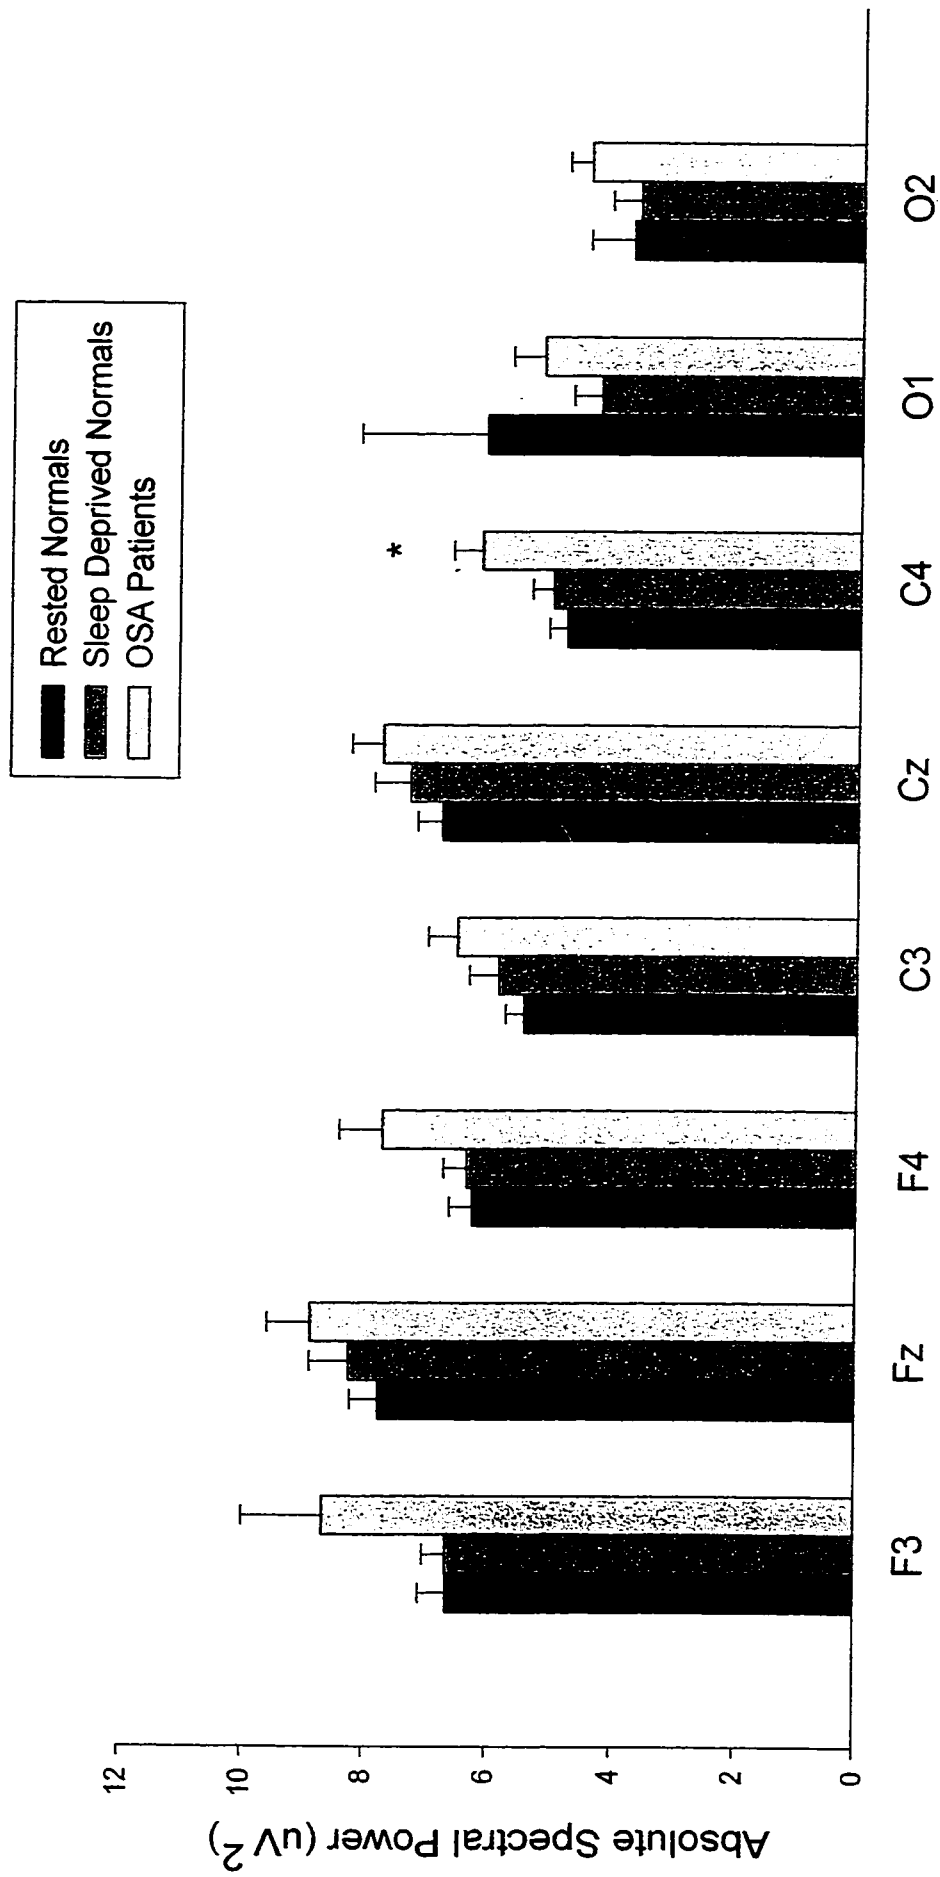 Rested Normals
Sleep Deprived Normals
OSA Patients
Absolute Spectral Power (uV 2)
12
10
8
6
4
2
0
*
F3 Fz F4 C3 Cz C4 O1 O2